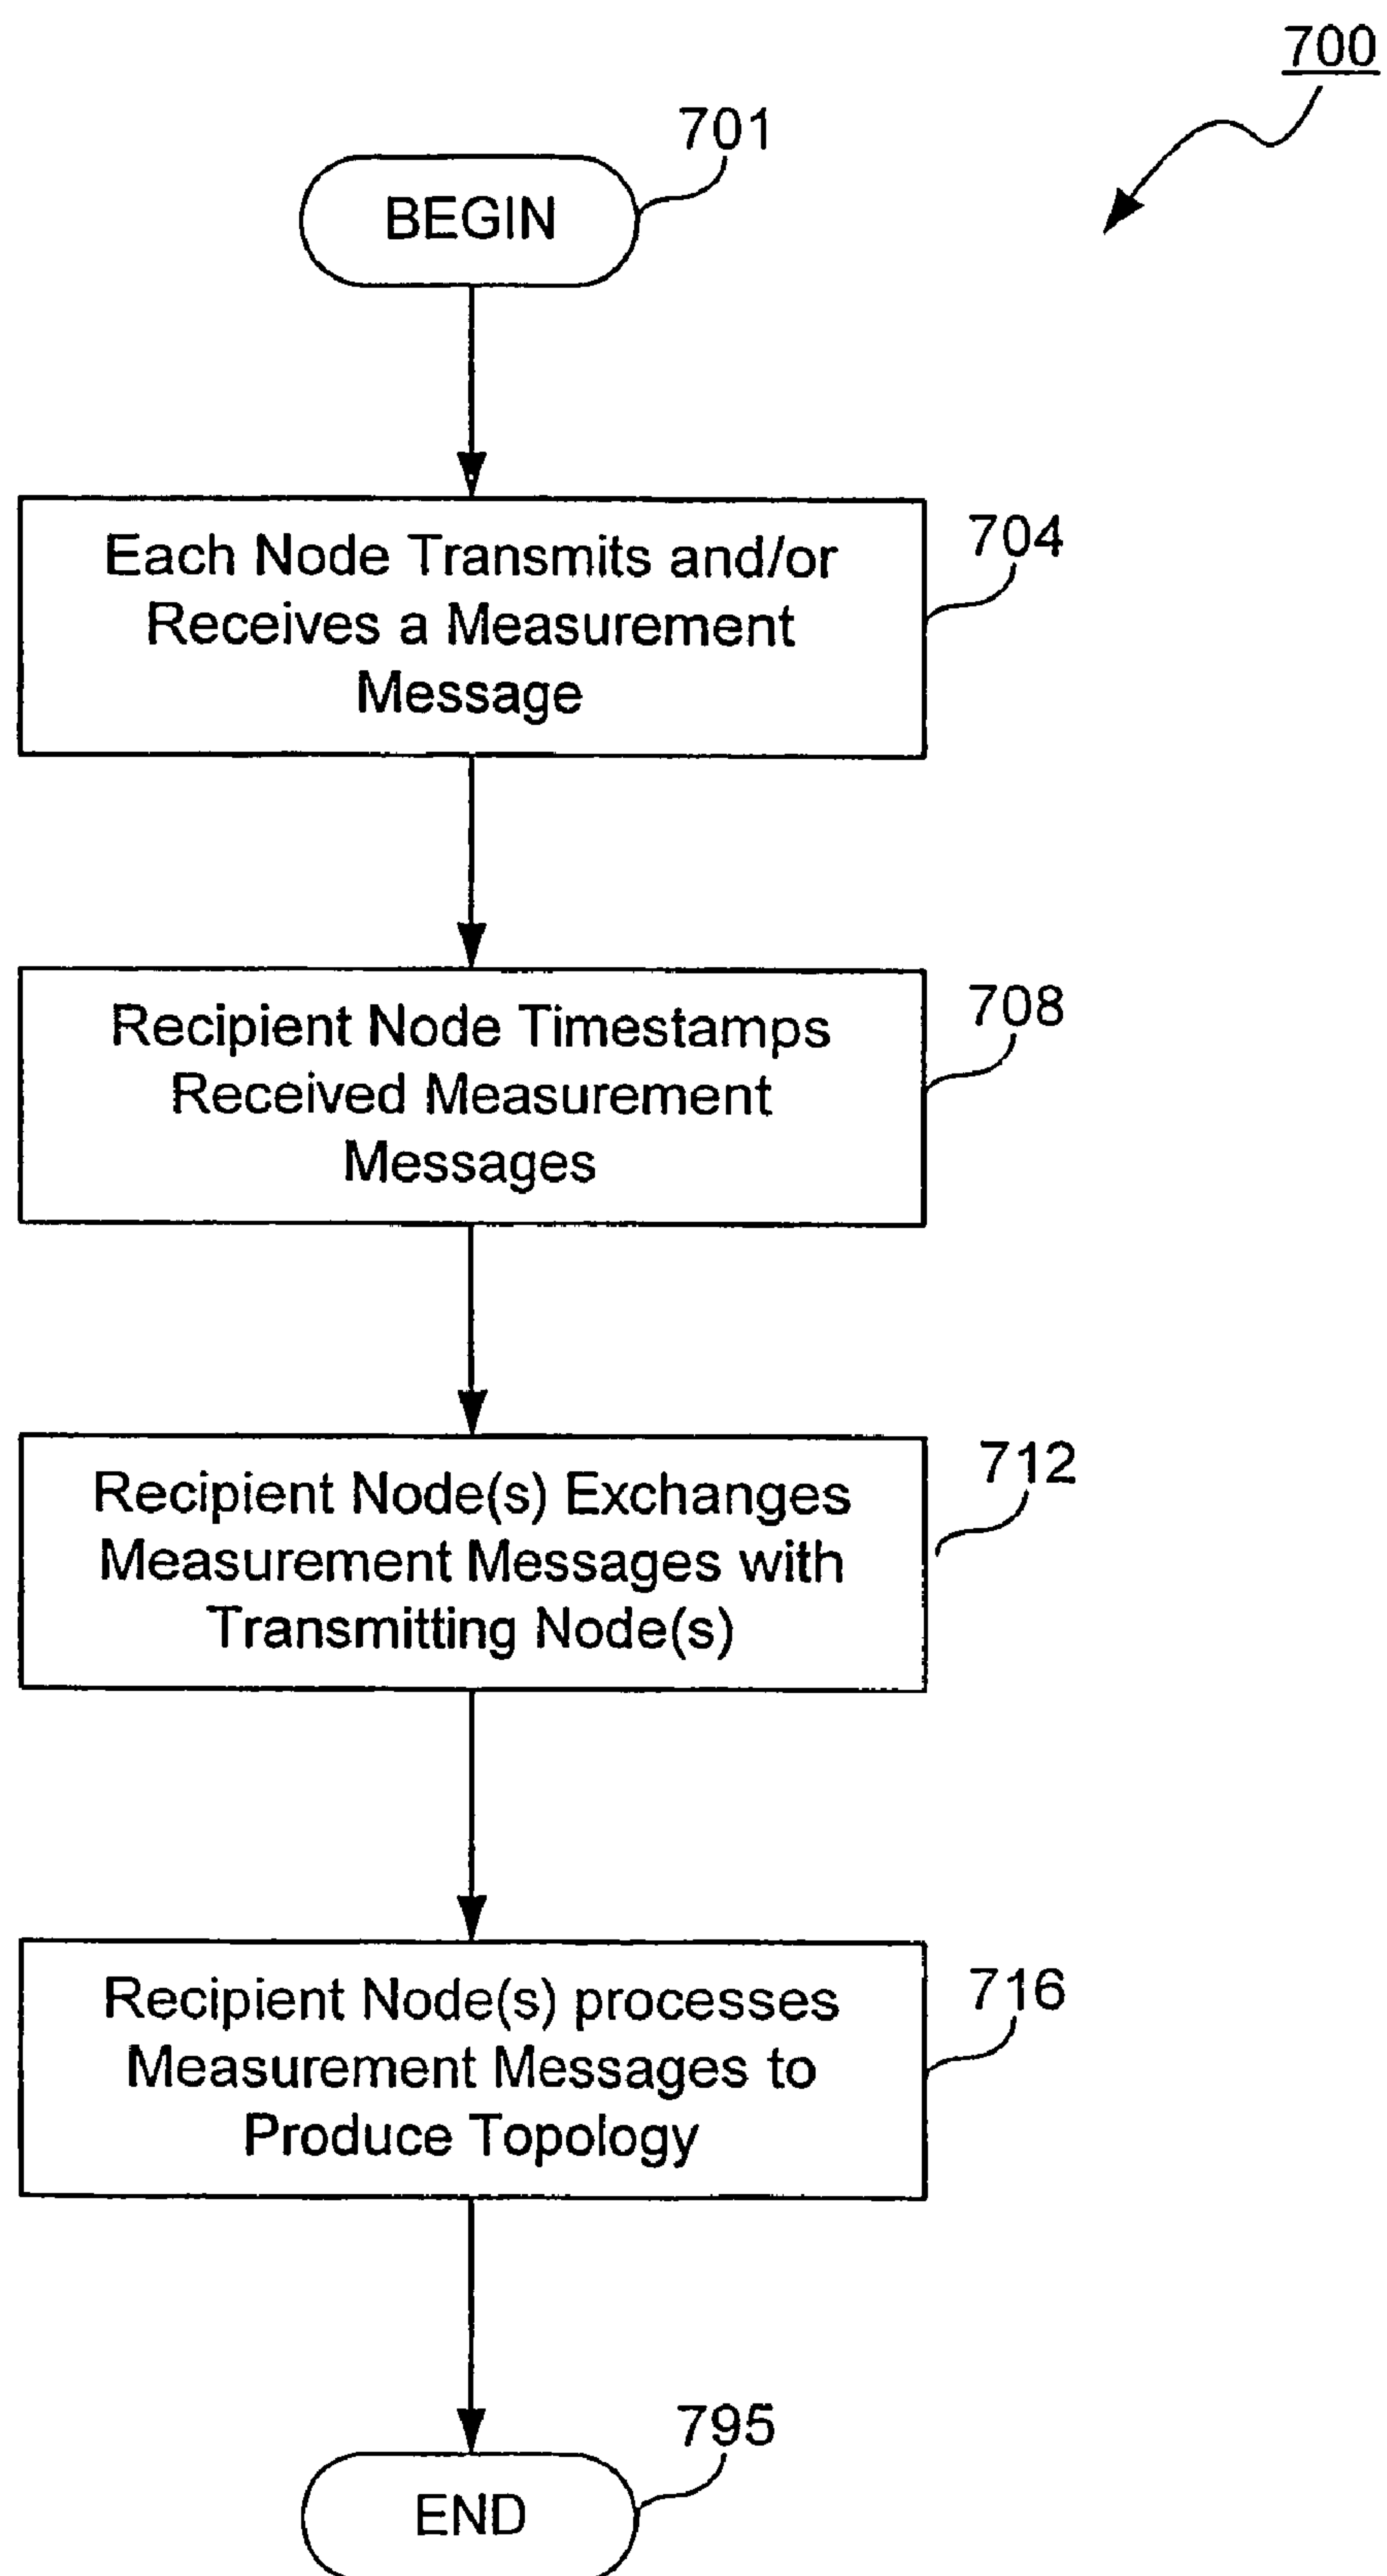 700
701
BEGIN
Each Node Transmits and/or
Receives a Measurement
Message
704
Recipient Node Timestamps
Received Measurement
Messages
708
Recipient Node(s) Exchanges
Measurement Messages with
Transmitting Node(s)
712
Recipient Node(s) processes
Measurement Messages to
Produce Topology
716
795
END